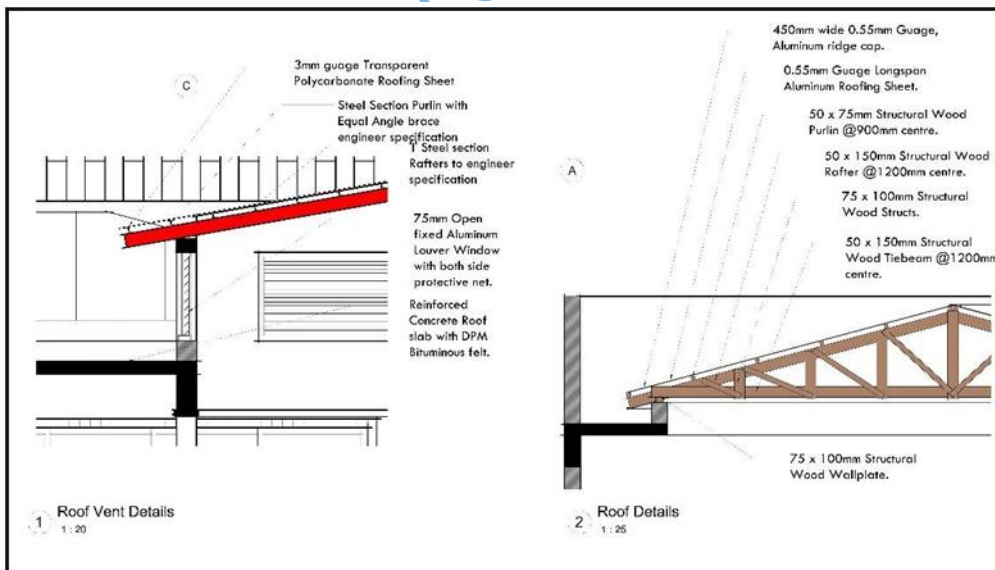 3mm guage Transparent
Polycarbonate Roofing Sheet
C
Steel Section Purlin with
Equal Angle brace
engineer specification
1 Steel section
Rafters to engineer
specification
75mm Open
fixed Aluminum
Louver Window
with both side
protective net.
Reinforced
Concrete Roof
slab with DPM
Bituminous felt.
1
Roof Vent Details
1 : 20
450mm wide 0.55mm Guage,
Aluminum ridge cap.
0.55mm Guage Longspan
Aluminum Roofing Sheet.
50 x 75mm Structural Wood
Purlin @900mm centre.
50 x 150mm Structural Wood
Rafter @1200mm centre.
A
75 x 100mm Structural
Wood Structs.
50 x 150mm Structural
Wood Tiebeam @1200mm
centre.
75 x 100mm Structural
Wood Wallplate.
2
Roof Details
1 : 25